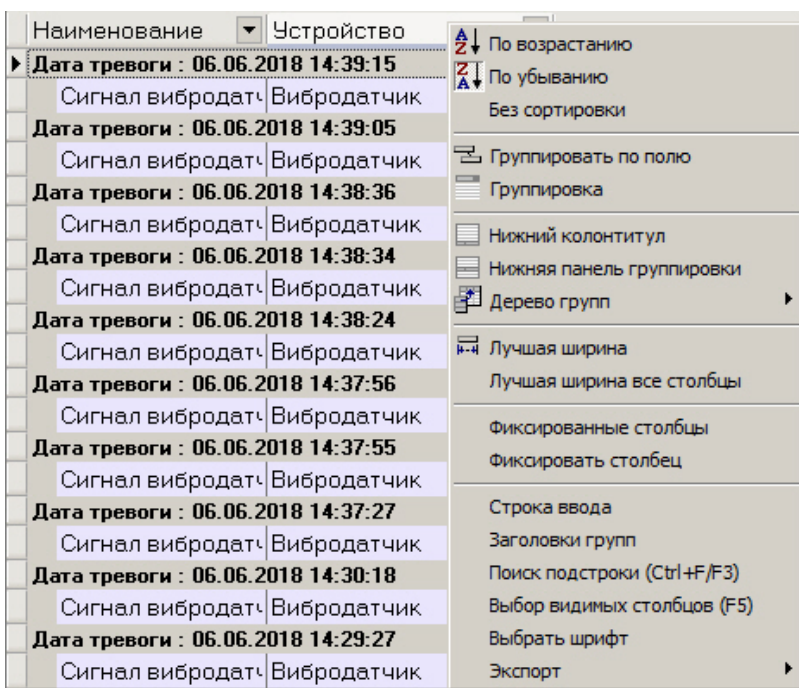 Наименование Устройство
Дата тревоги : 06.06.2018 14:39:15
Сигнал вибродатч Вибродатчик
Дата тревоги : 06.06.2018 14:39:05
Сигнал вибродатч Вибродатчик
Дата тревоги : 06.06.2018 14:38:36
Сигнал вибродатч Вибродатчик
Дата тревоги : 06.06.2018 14:38:34
Сигнал вибродатч Вибродатчик
Дата тревоги : 06.06.2018 14:38:24
Сигнал вибродатч Вибродатчик
Дата тревоги : 06.06.2018 14:37:56
Сигнал вибродатч Вибродатчик
Дата тревоги : 06.06.2018 14:37:55
Сигнал вибродатч Вибродатчик
Дата тревоги : 06.06.2018 14:37:27
Сигнал вибродатч Вибродатчик
Дата тревоги : 06.06.2018 14:30:18
Сигнал вибродатч Вибродатчик
Дата тревоги : 06.06.2018 14:29:27
Сигнал вибродатч Вибродатчик
По возрастанию
По убыванию
Без сортировки
Группировать по полю
Группировка
Нижний колонтитул
Нижняя панель группировки
Дерево групп
Лучшая ширина
Лучшая ширина все столбцы
Фиксированные столбцы
Фиксировать столбец
Строка ввода
Заголовки групп
Поиск подстроки (Ctrl+F/F3)
Выбор видимых столбцов (F5)
Выбрать шрифт
Экспорт